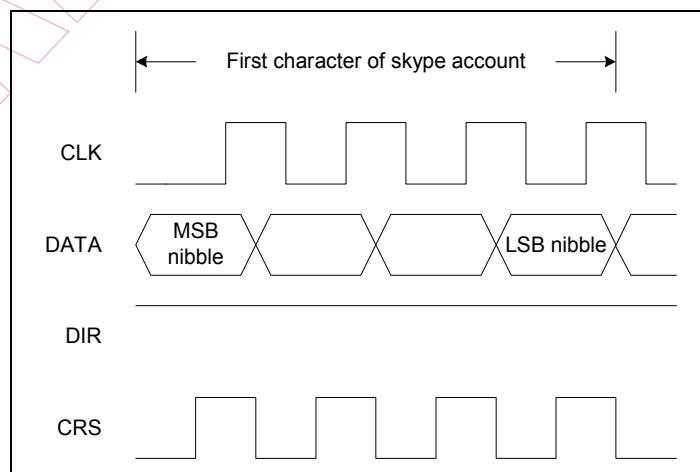 First character of skype account
CLK
DATA
MSB
nibble
LSB nibble
DIR
CRS